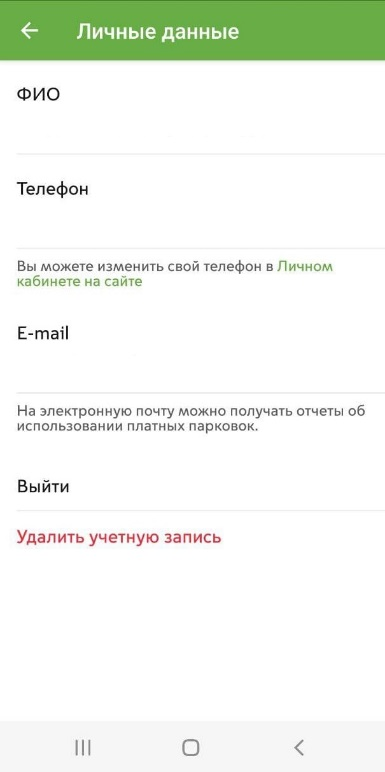 Личные данные
ФИО
Телефон
Вы можете изменить свой телефон в Личном
кабинете на сайте
E-mail
На электронную почту можно получать отчеты об
использовании платных парковок.
Выйти
Удалить учетную запись